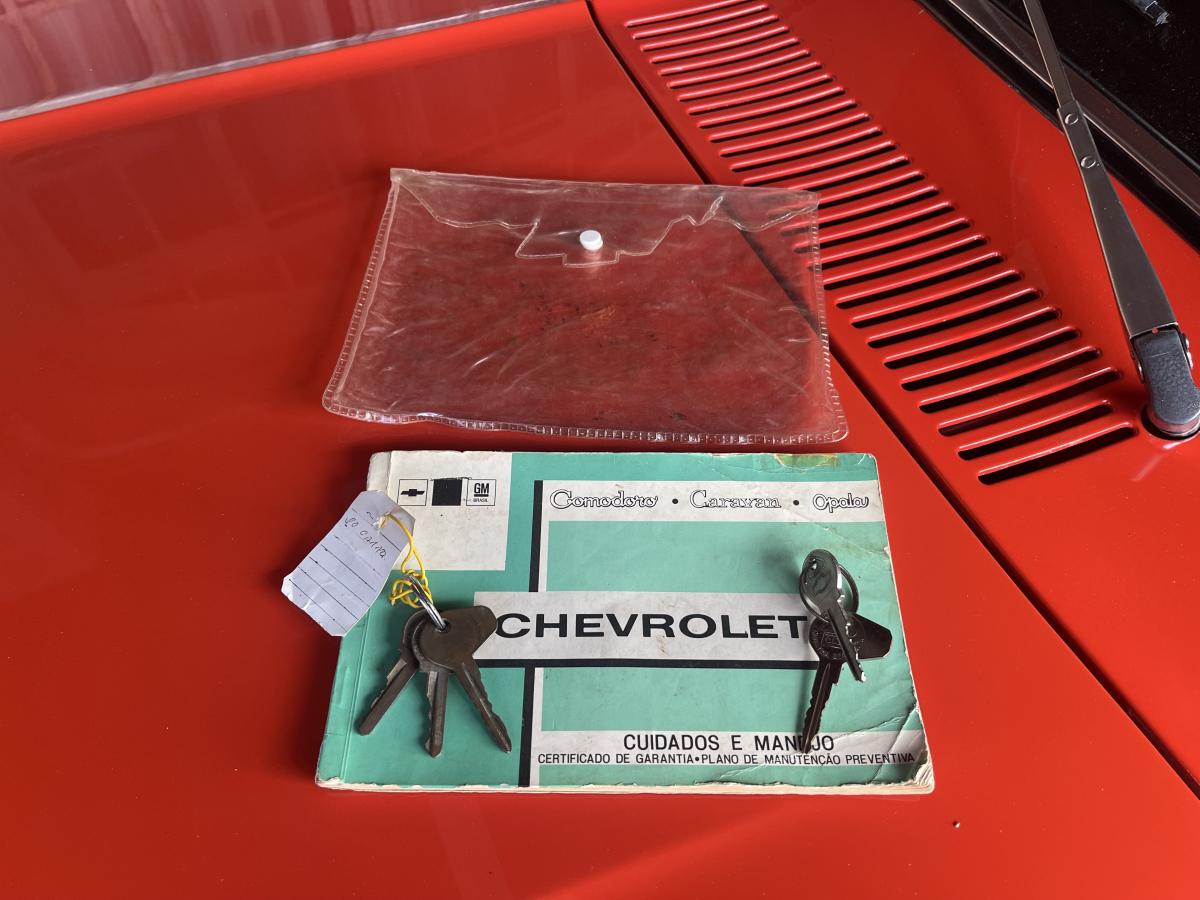 GM
BRASIL
Comodoro • Caravan • Opala
CHEVROLET
CUIDADOS E MANEJO
CERTIFICADO DE GARANTIA•PLANO DE MANUTENÇÃO PREVENTIVA